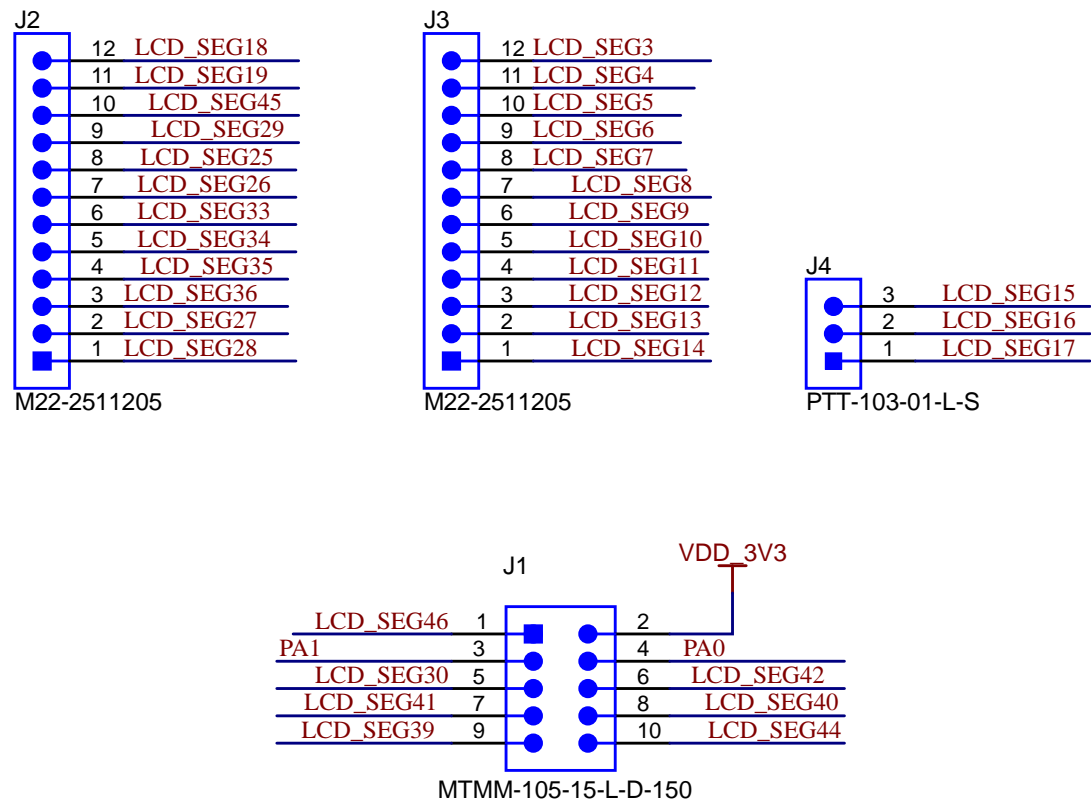 J2
12 LCD_SEG18
11 LCD_SEG19
10 LCD_SEG45
9 LCD_SEG29
8 LCD_SEG25
7 LCD_SEG26
6 LCD_SEG33
5 LCD_SEG34
4 LCD_SEG35
3 LCD_SEG36
2 LCD_SEG27
1 LCD_SEG28
M22-2511205
J3
12 LCD_SEG3
11 LCD_SEG4
10 LCD_SEG5
9 LCD_SEG6
8 LCD_SEG7
7 LCD_SEG8
6 LCD_SEG9
5 LCD_SEG10
4 LCD_SEG11
3 LCD_SEG12
2 LCD_SEG13
1 LCD_SEG14
M22-2511205
J4
3 LCD_SEG15
2 LCD_SEG16
1 LCD_SEG17
PTT-103-01-L-S
VDD_3V3
J1
LCD_SEG46 1 2
PA1 3 4 PA0
LCD_SEG30 5 6 LCD_SEG42
LCD_SEG41 7 8 LCD_SEG40
LCD_SEG39 9 10 LCD_SEG44
MTMM-105-15-L-D-150